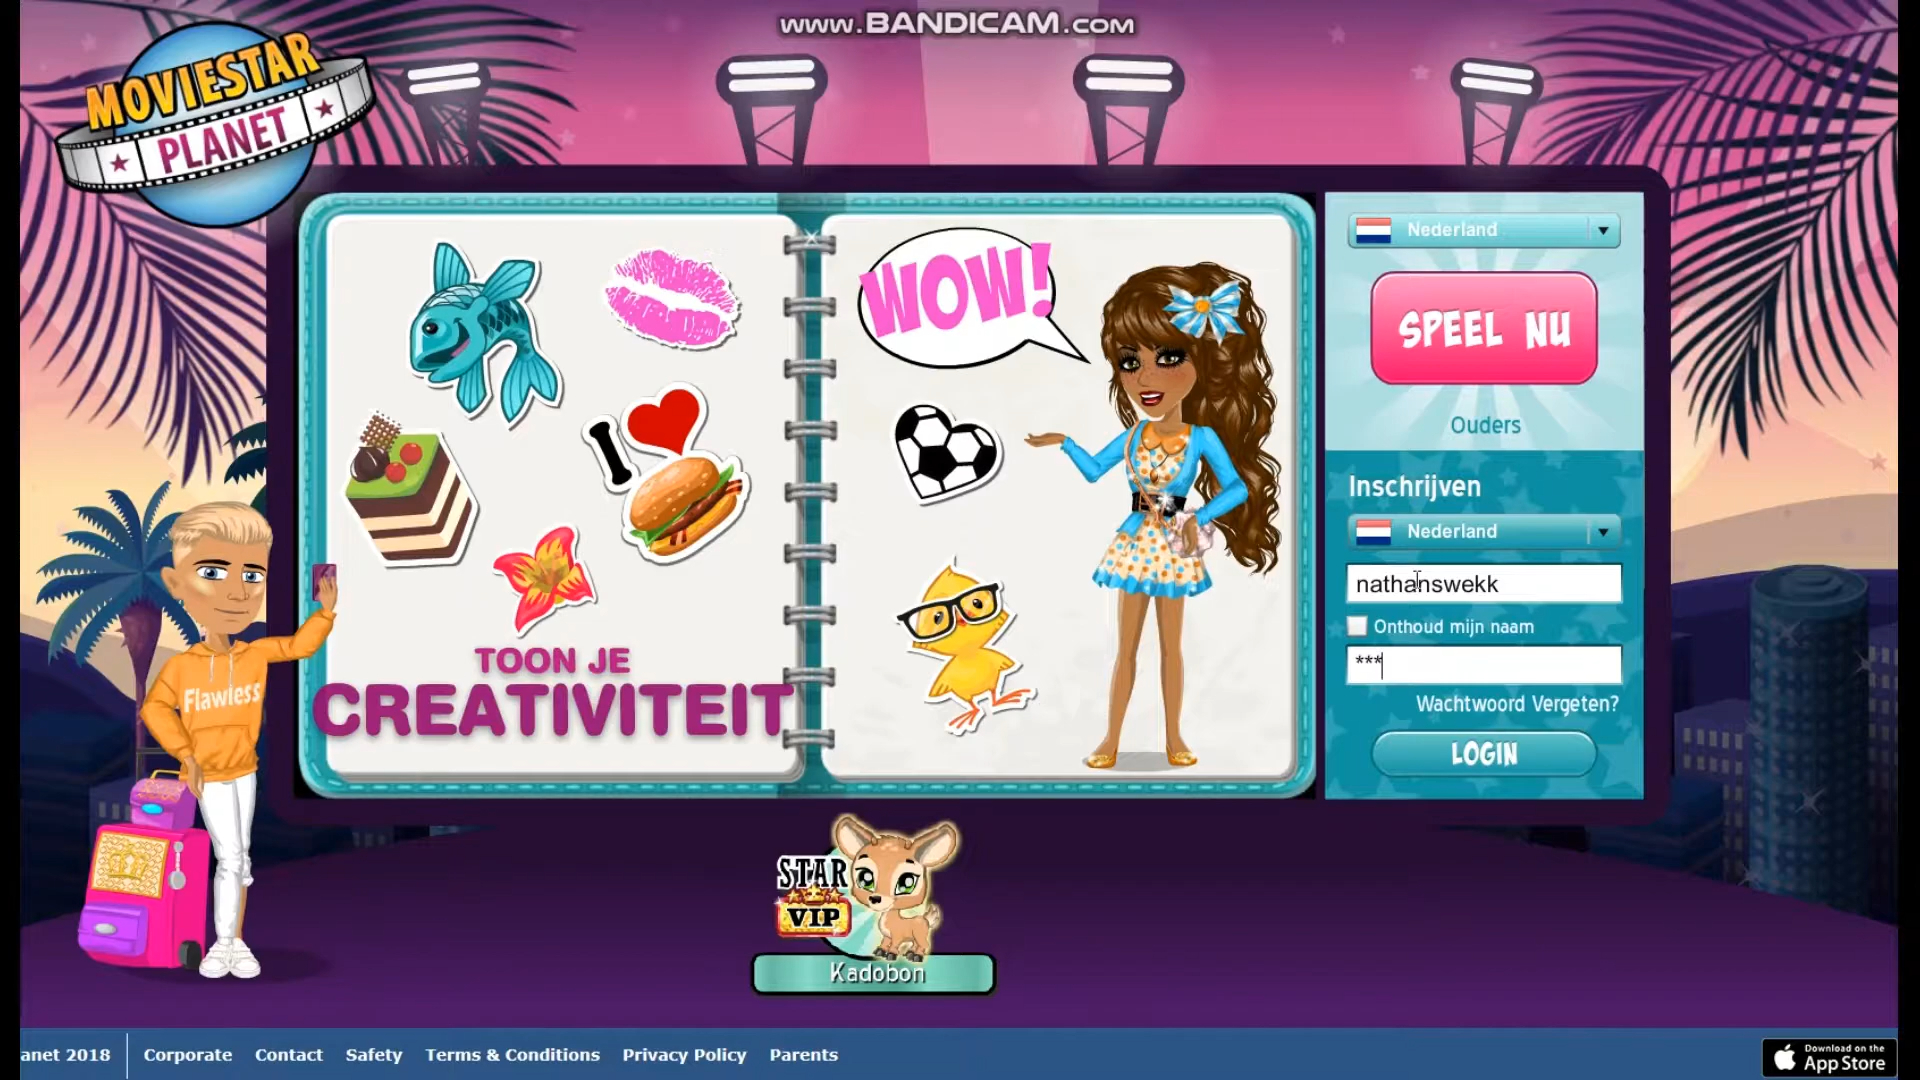 www.BANDICAM.com
MOVIESTAR
PLANET
WOW!
I
TOON JE
CREATIVITEIT
Flawless
Nederland
SPEEL NU
Ouders
Inschrijven
Nederland
nathanswekk
Onthoud mijn naam
***
Wachtwoord Vergeten?
LOGIN
STAR
VIP
Kadobon
anet 2018
Corporate
Contact
Safety
Terms & Conditions
Privacy Policy
Parents
Download on the
App Store